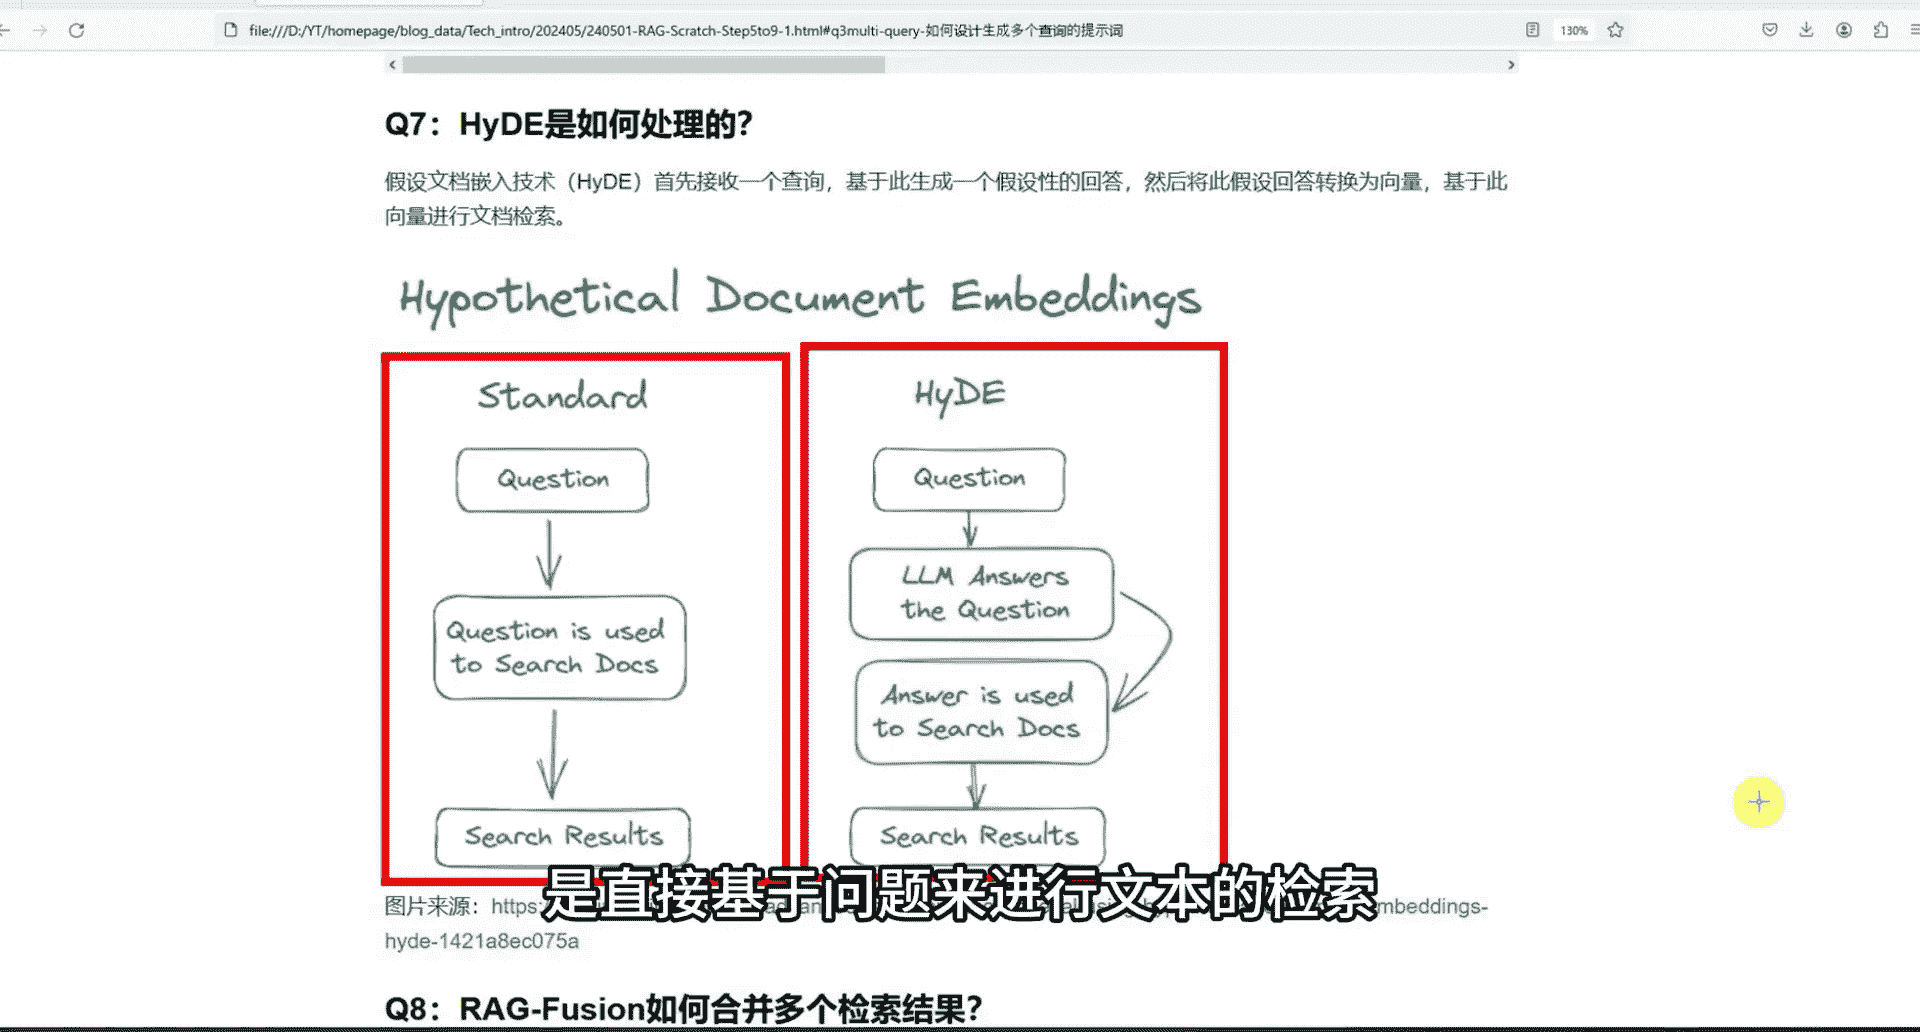 file:///D:/YT/homepage/blog_data/Tech_intro/202405/240501-RAG-Scratch-Step5to9-1.html#q3multi-query-如何设计生成多个查询的提示词
130%
Q7：HyDE是如何处理的？
假设文档嵌入技术（HyDE）首先接收一个查询，基于此生成一个假设性的回答，然后将此假设回答转换为向量，基于此
向量进行文档检索。
Hypothetical Document Embeddings
Standard
Question
Question is used
to Search Docs
Search Results
HyDE
Question
LLM Answers
the Question
Answer is used
to Search Docs
Search Results
是直接基于问题来进行文本的检索
图片来源：https:
mbeddings-
hyde-1421a8ec075a
Q8：RAG-Fusion如何合并多个检索结果？